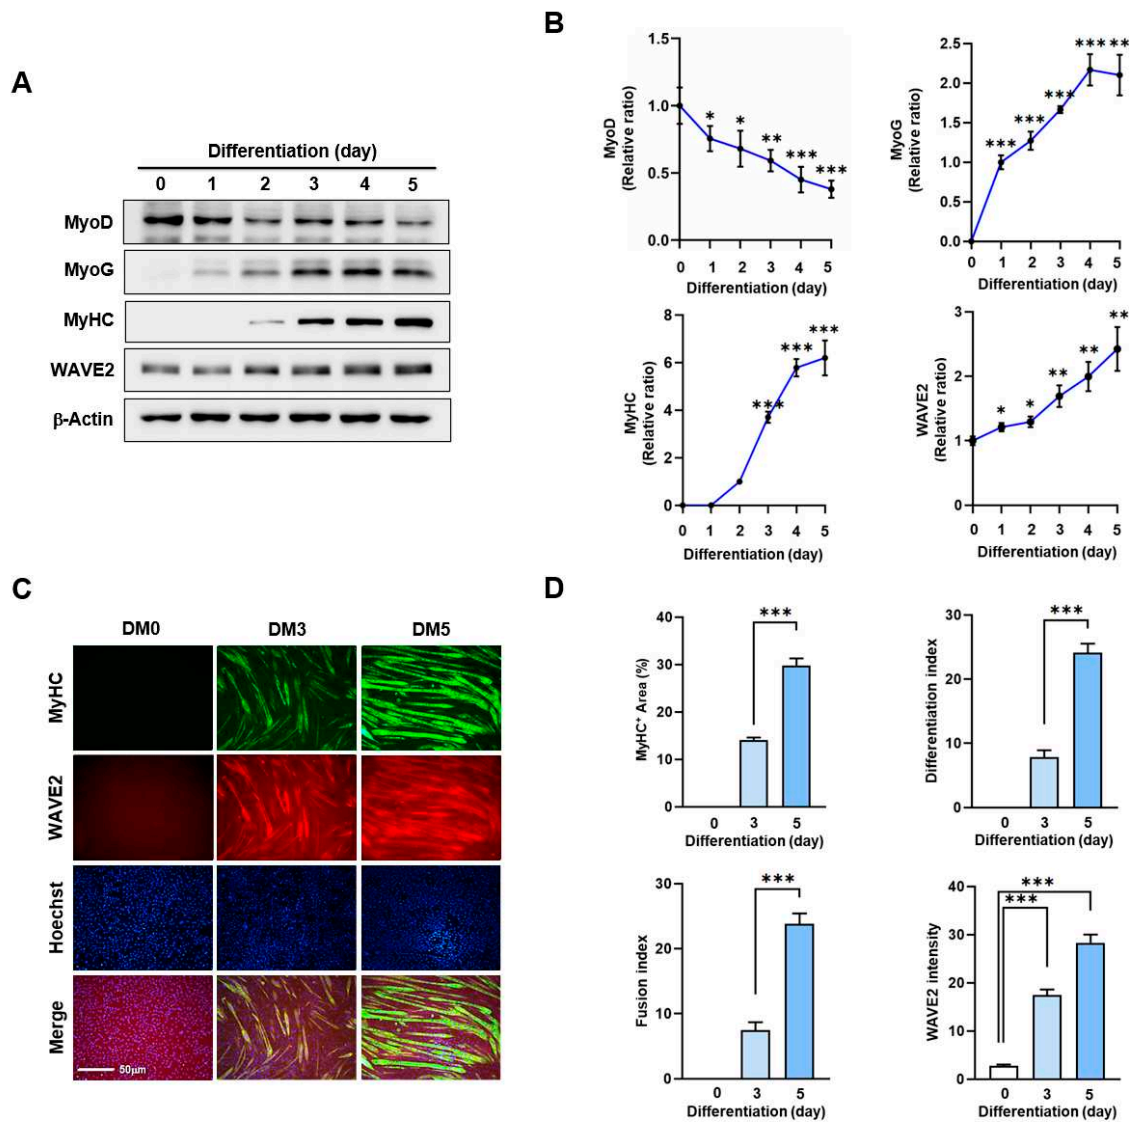 A
Differentiation (day)
0 1 2 3 4 5
MyoD
MyoG
MyHC
WAVE2
β-Actin
B
MyoD
(Relative ratio)
1.5
1.0
0.5
0.0
* * ** *** ***
0 1 2 3 4 5
Differentiation (day)
MyoG
(Relative ratio)
2.5
2.0
1.5
1.0
0.5
0.0
*** *** *** *** **
0 1 2 3 4 5
Differentiation (day)
MyHC
(Relative ratio)
8
6
4
2
0
*** *** ***
0 1 2 3 4 5
Differentiation (day)
WAVE2
(Relative ratio)
3
2
1
0
* * ** ** **
0 1 2 3 4 5
Differentiation (day)
C
DM0 DM3 DM5
MyHC
WAVE2
Hoechst
Merge
50μm
D
MyHC⁺ Area (%)
40
30
20
10
0
***
0 3 5
Differentiation (day)
Differentiation index
30
20
10
0
***
0 3 5
Differentiation (day)
Fusion index
30
20
10
0
***
0 3 5
Differentiation (day)
WAVE2 intensity
40
30
20
10
0
***
***
0 3 5
Differentiation (day)